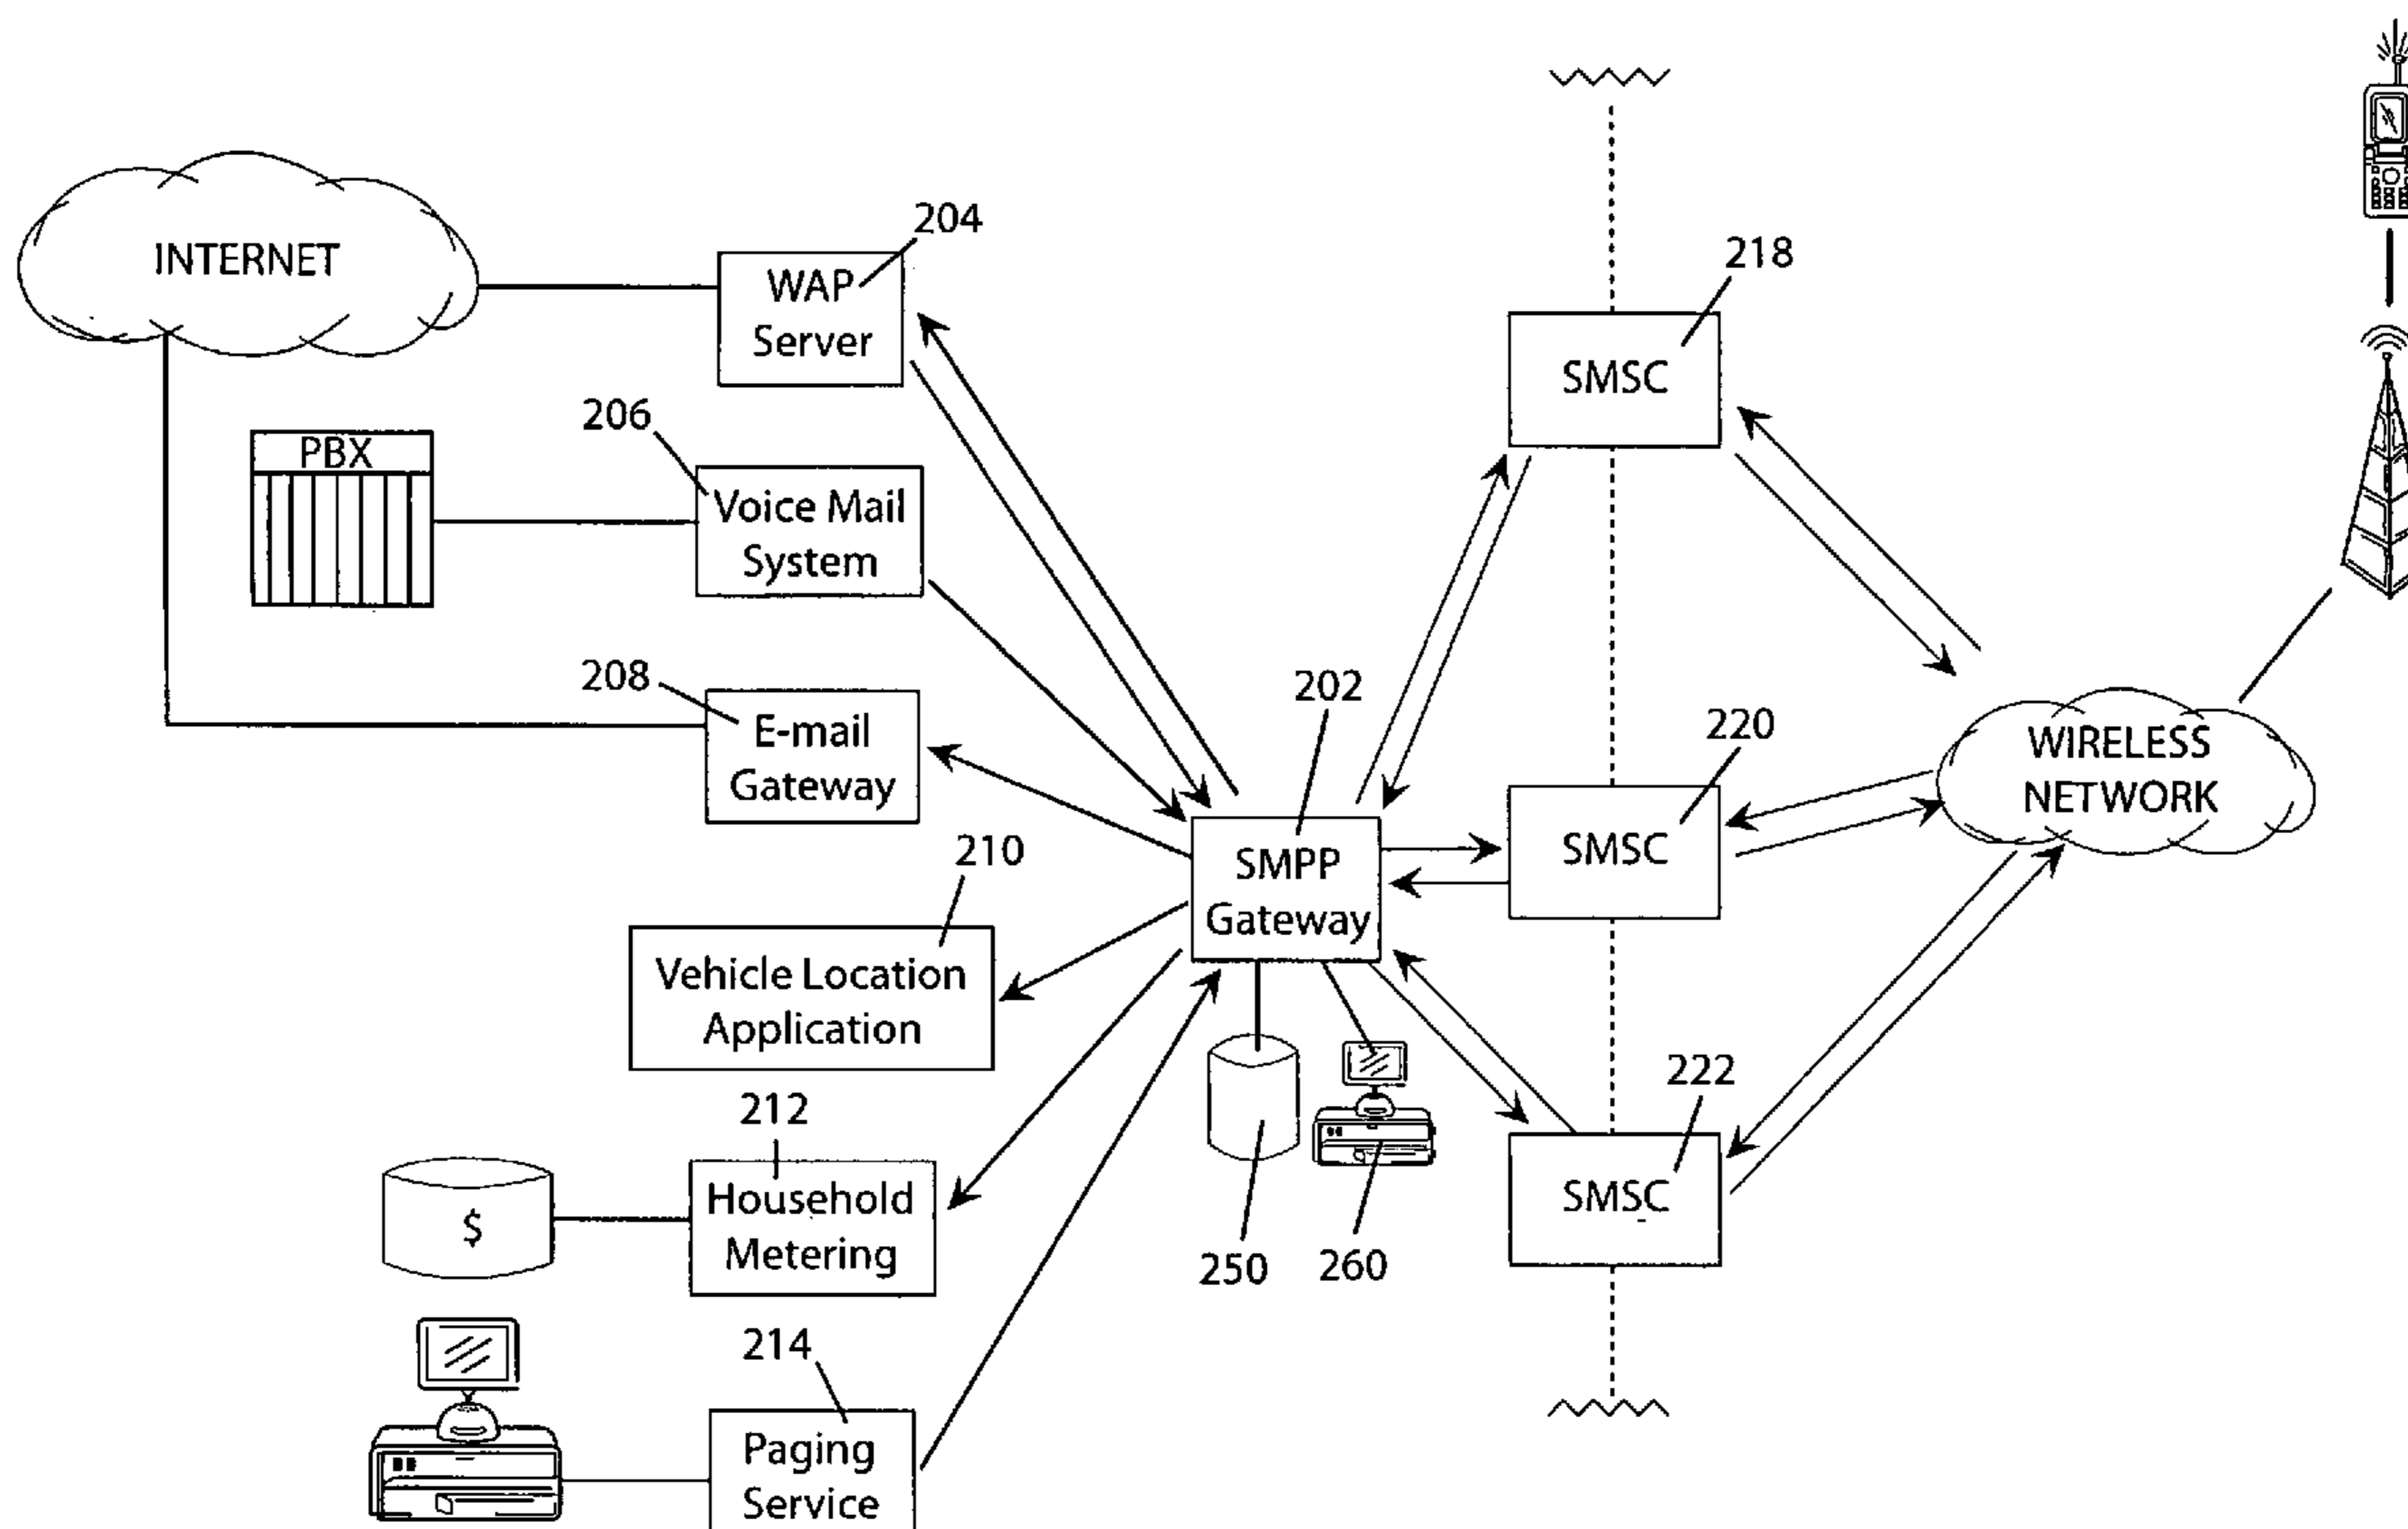 204
INTERNET
WAP
Server
218
SMSC
206
PBX
Voice Mail
System
208
E-mail
Gateway
202
220
WIRELESS
NETWORK
SMPP
Gateway
SMSC
210
Vehicle Location
Application
212
222
$
Household
Metering
250
260
SMSC
214
Paging
Service